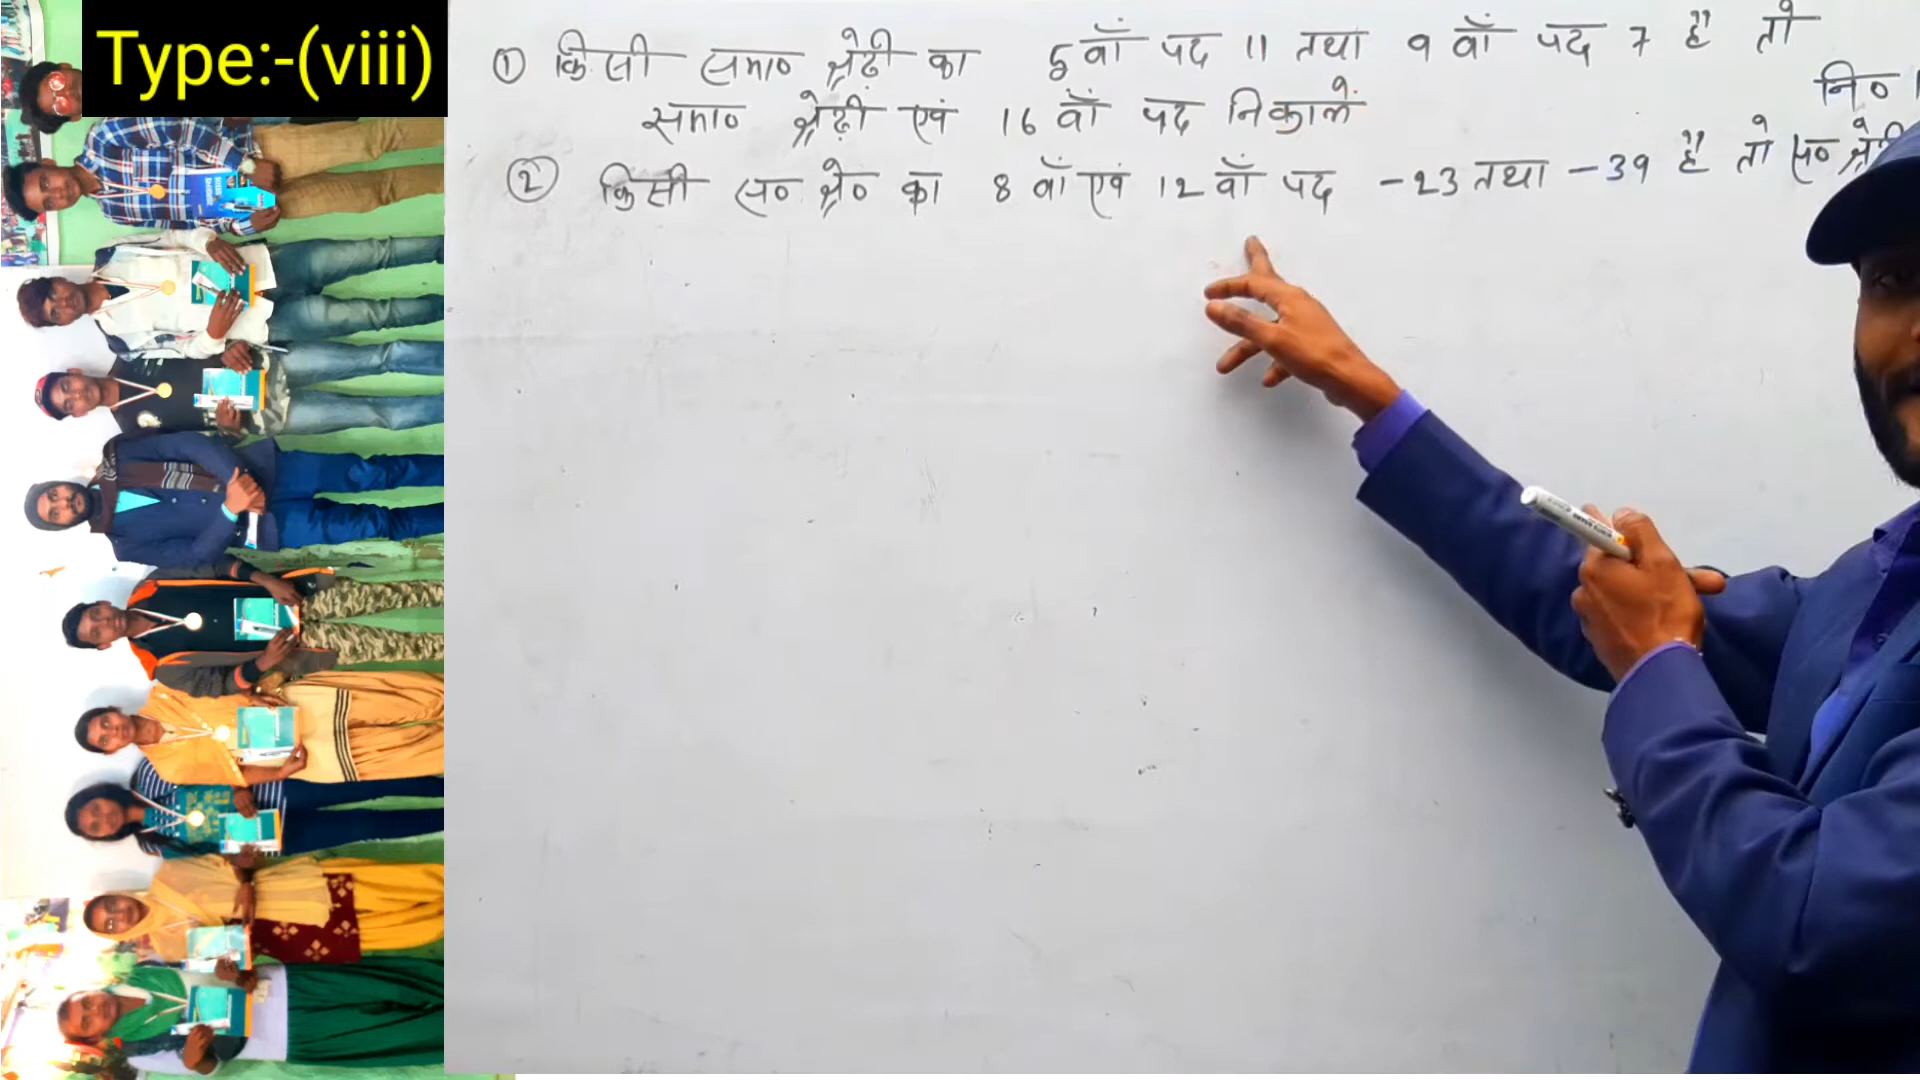 Type:-(viii)
① किसी समा० श्रेढ़ी का 5 वाँ पद 11 तथा 9 वाँ पद 7 है तो
समा० श्रेढ़ी एवं 16 वाँ पद निकालें
नि०
② किसी स० श्रे० का 8 वाँ एवं 12 वाँ पद -23 तथा -39 है तो स० श्रेढ़ी